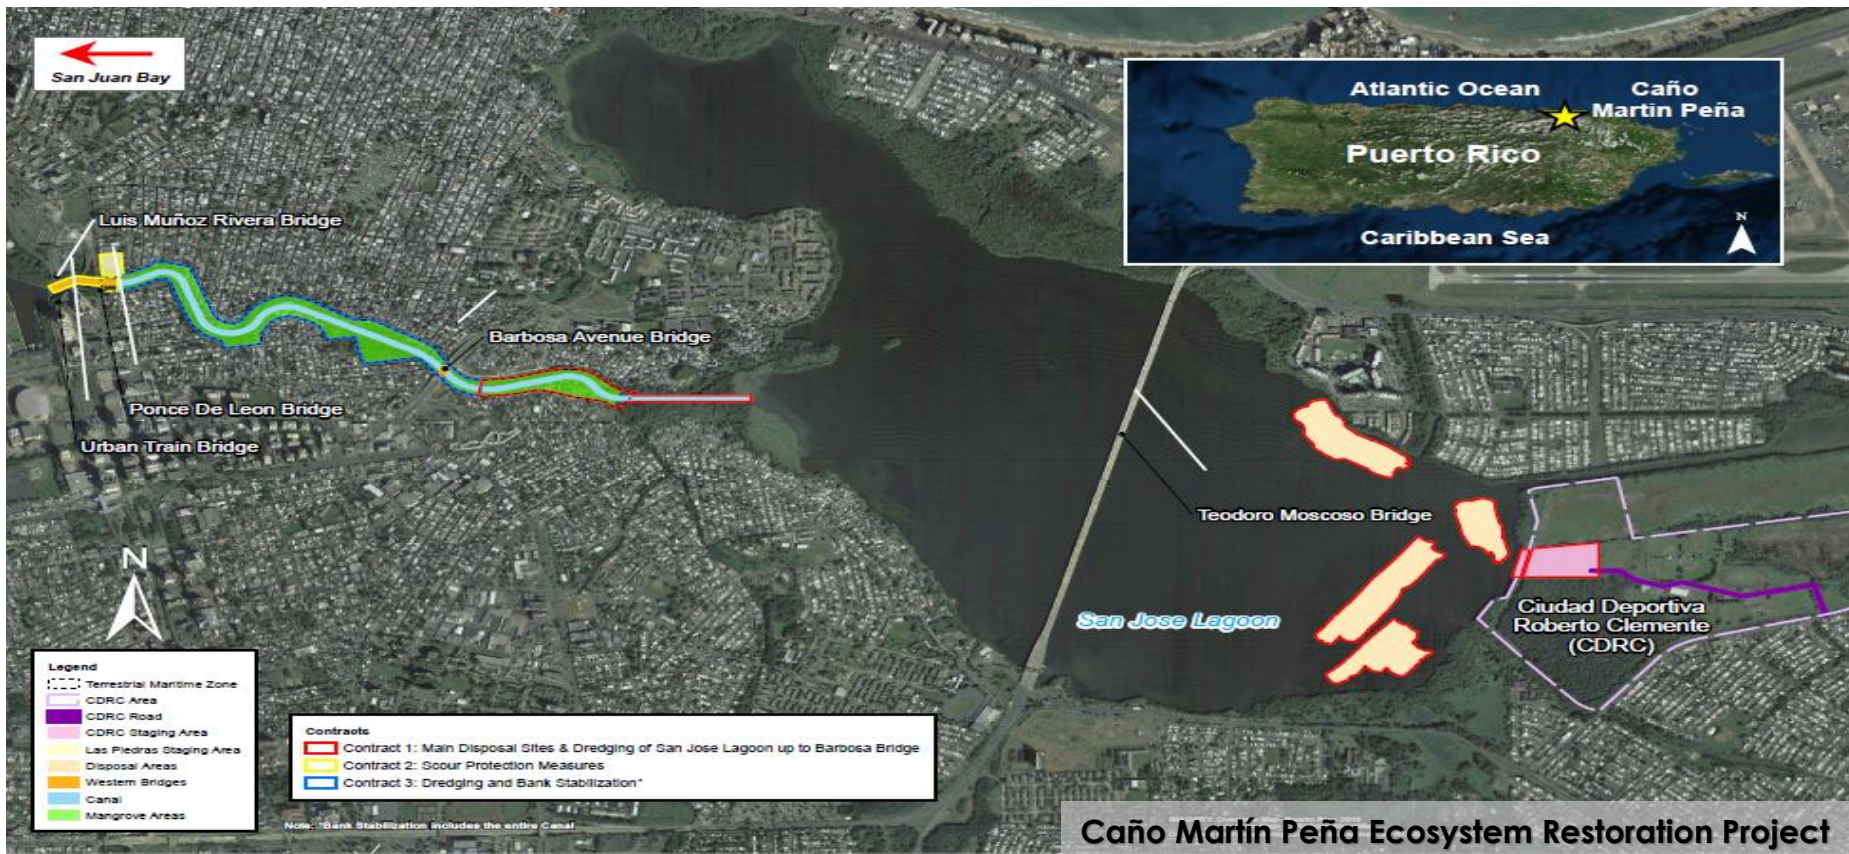 San Juan Bay
Atlantic Ocean
Caño
Martin Peña
Puerto Rico
Caribbean Sea
N
Luis Muñoz Rivera Bridge
Barbosa Avenue Bridge
Ponce De Leon Bridge
Urban Train Bridge
Teodoro Moscoso Bridge
San Jose Lagoon
Ciudad Deportiva
Roberto Clemente
(CDRC)
N
Legend
Terrestrial Maritime Zone
CDRC Area
CDRC Road
CDRC Staging Area
Las Piedras Staging Area
Disposal Areas
Western Bridges
Canal
Mangrove Areas
Contracts
Contract 1: Main Disposal Sites & Dredging of San Jose Lagoon up to Barbosa Bridge
Contract 2: Scour Protection Measures
Contract 3: Dredging and Bank Stabilization*
Note: *Bank Stabilization includes the entire Canal
Caño Martín Peña Ecosystem Restoration Project